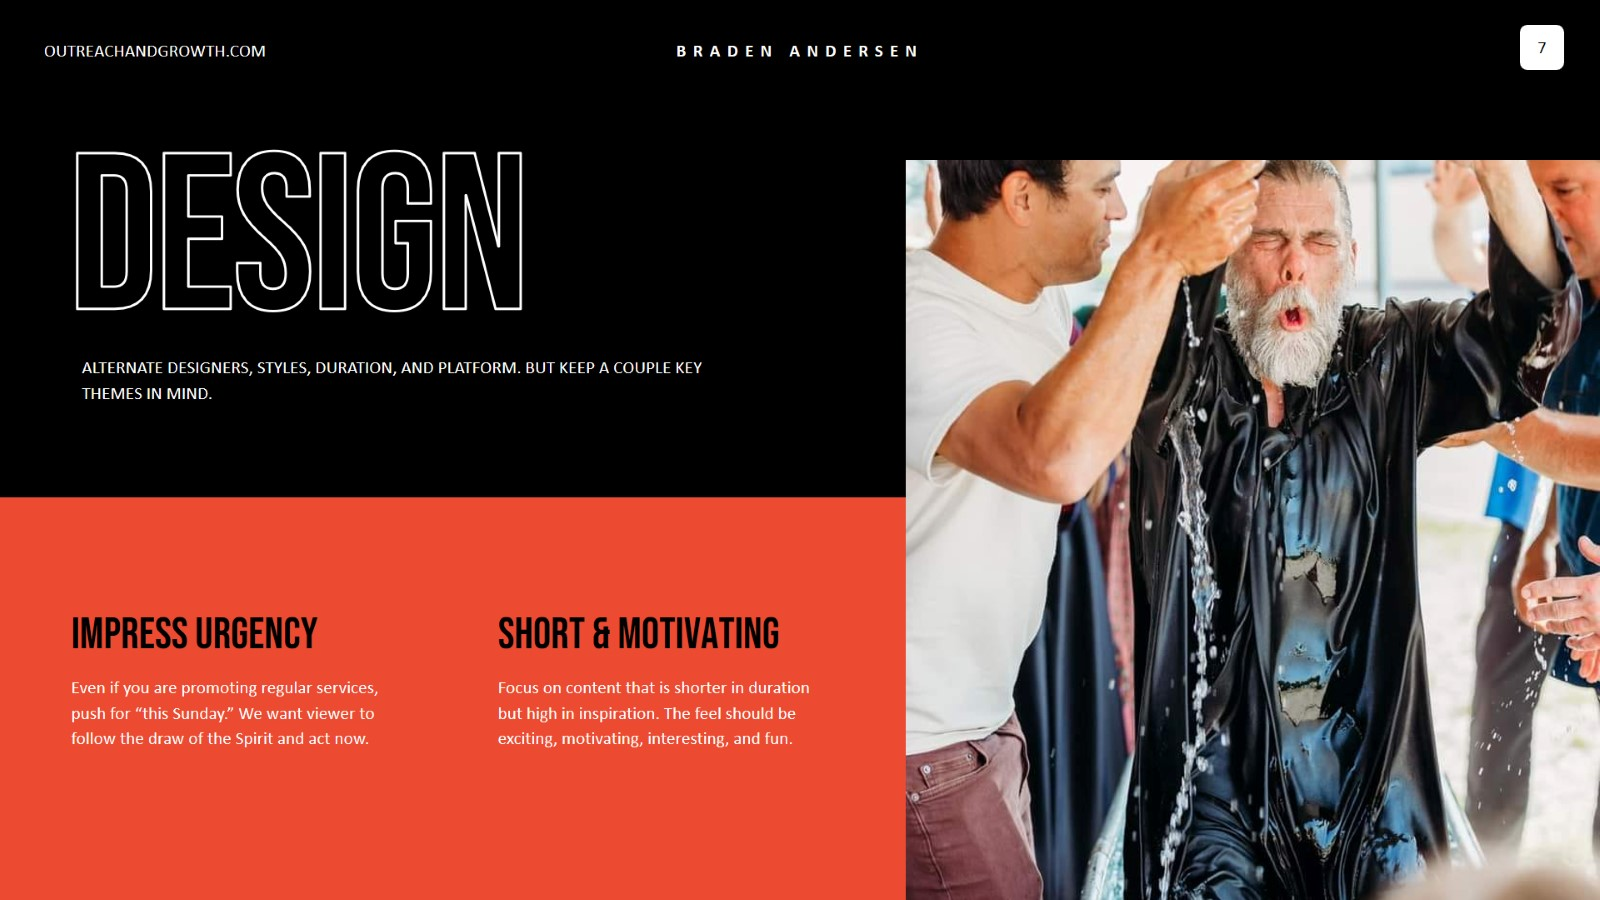 OUTREACHANDGROWTH.COM
BRADEN ANDERSEN
7
DESIGN
ALTERNATE DESIGNERS, STYLES, DURATION, AND PLATFORM. BUT KEEP A COUPLE KEY
THEMES IN MIND.
IMPRESS URGENCY
Even if you are promoting regular services,
push for “this Sunday.” We want viewer to
follow the draw of the Spirit and act now.
SHORT & MOTIVATING
Focus on content that is shorter in duration
but high in inspiration. The feel should be
exciting, motivating, interesting, and fun.